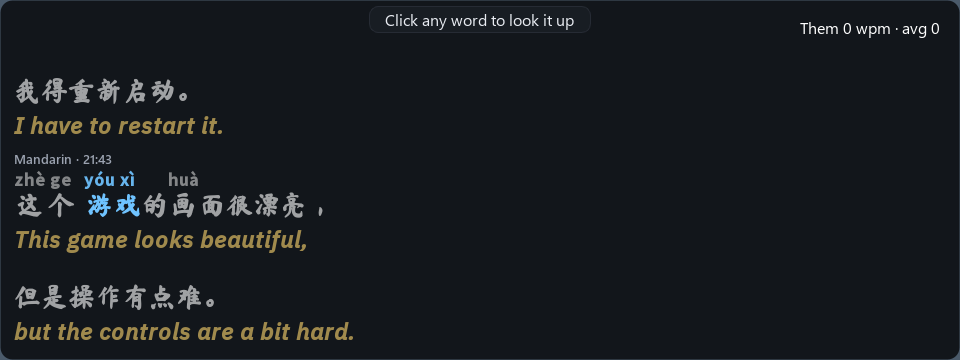 Click any word to look it up
Them 0 wpm · avg 0
我得重新启动。
I have to restart it.
Mandarin · 21:43
zhè ge yóu xì huà
这个游戏的画面很漂亮，
This game looks beautiful,
但是操作有点难。
but the controls are a bit hard.